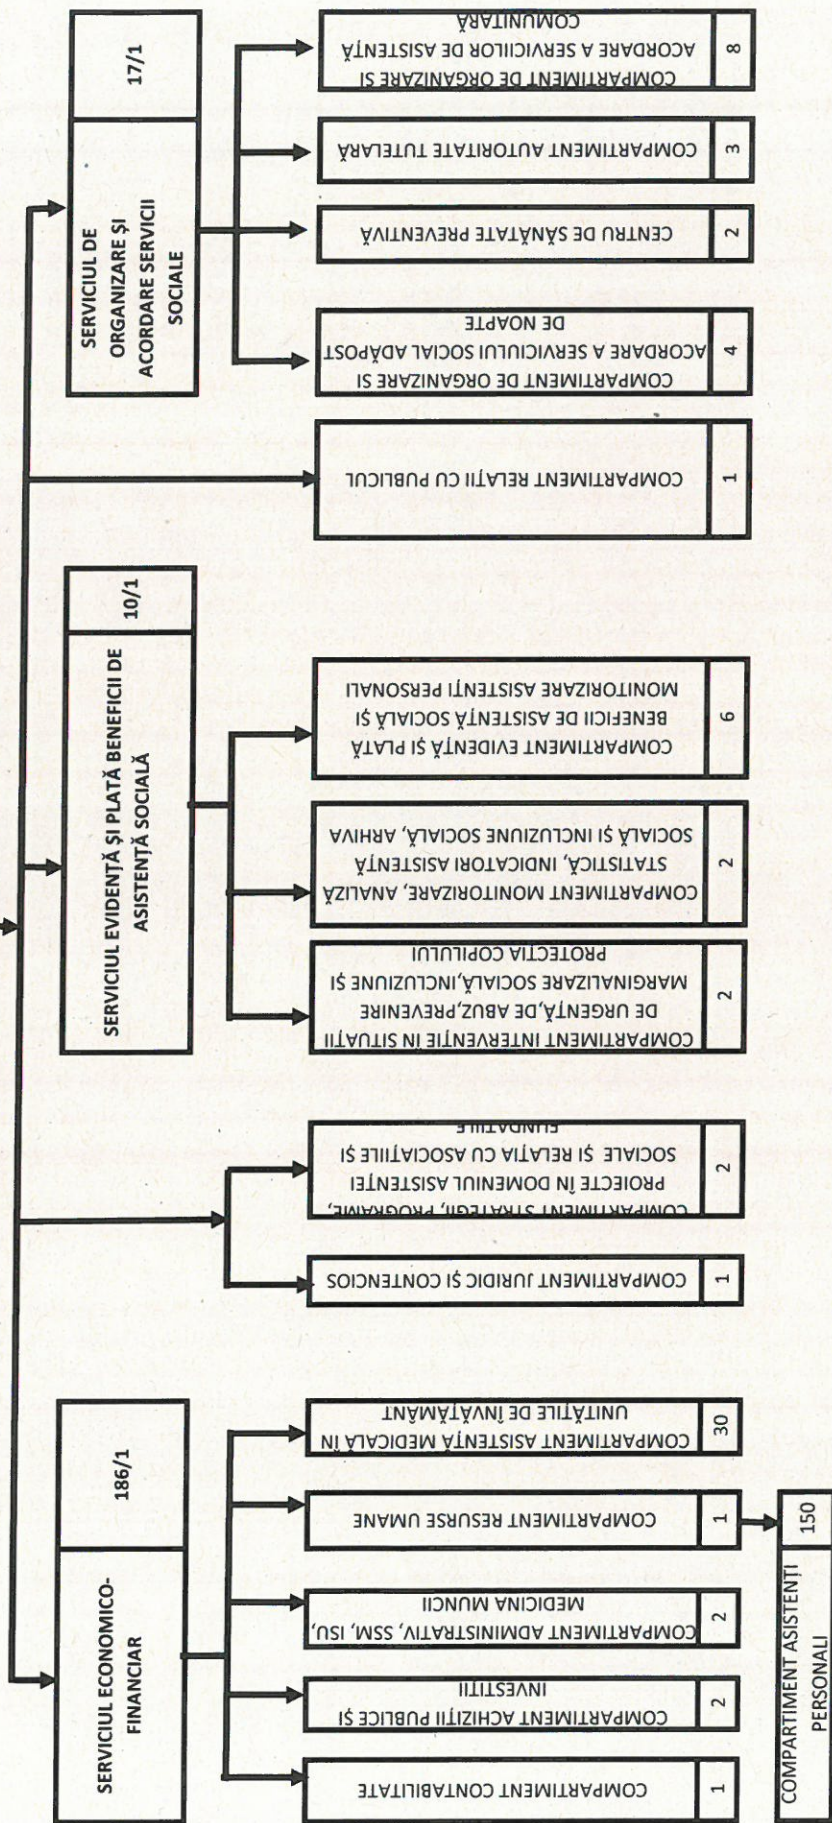 SERVICIUL ECONOMICO-
FINANCIAR
186/1
COMPARTIMENT CONTABILITATE
1
COMPARTIMENT ACHIZIȚII PUBLICE ȘI
INVESTIȚII
2
COMPARTIMENT ADMINISTRATIV, SSM, ISU,
MEDICINA MUNCII
2
COMPARTIMENT RESURSE UMANE
1
COMPARTIMENT ASISTENȚI
PERSONALI
150
COMPARTIMENT ASISTENȚĂ MEDICALĂ ÎN
UNITĂȚILE DE ÎNVĂȚĂMÂNT
30
COMPARTIMENT JURIDIC ȘI CONTENCIOS
1
COMPARTIMENT STRATEGII, PROGRAME,
PROIECTE ÎN DOMENIUL ASISTENȚEI
SOCIALE ȘI RELAȚIA CU ASOCIAȚIILE ȘI
FUNDAȚIILE
2
SERVICIUL EVIDENȚĂ ȘI PLATĂ BENEFICII DE
ASISTENȚĂ SOCIALĂ
10/1
COMPARTIMENT INTERVENȚIE ÎN SITUAȚII
DE URGENȚĂ,DE ABUZ,PREVENIRE
MARGINALIZARE SOCIALĂ,INCLUZIUNE ȘI
PROTECȚIA COPILULUI
2
COMPARTIMENT MONITORIZARE, ANALIZA
STATISTICĂ, INDICATORI ASISTENȚĂ
SOCIALĂ ȘI INCLUZIUNE SOCIALĂ, ARHIVA
2
COMPARTIMENT EVIDENȚĂ ȘI PLATĂ
BENEFICII DE ASISTENȚĂ SOCIALĂ ȘI
MONITORIZARE ASISTENȚI PERSONALI
6
COMPARTIMENT RELAȚII CU PUBLICUL
1
SERVICIUL DE
ORGANIZARE ȘI
ACORDARE SERVICII
SOCIALE
17/1
COMPARTIMENT DE ORGANIZARE SI
ACORDARE A SERVICIULUI SOCIAL ADĂPOST
DE NOAPTE
4
CENTRU DE SĂNĂTATE PREVENTIVĂ
2
COMPARTIMENT AUTORITATE TUTELARĂ
3
COMPARTIMENT DE ORGANIZARE SI
ACORDARE A SERVICIILOR DE ASISTENȚĂ
COMUNITARĂ
8